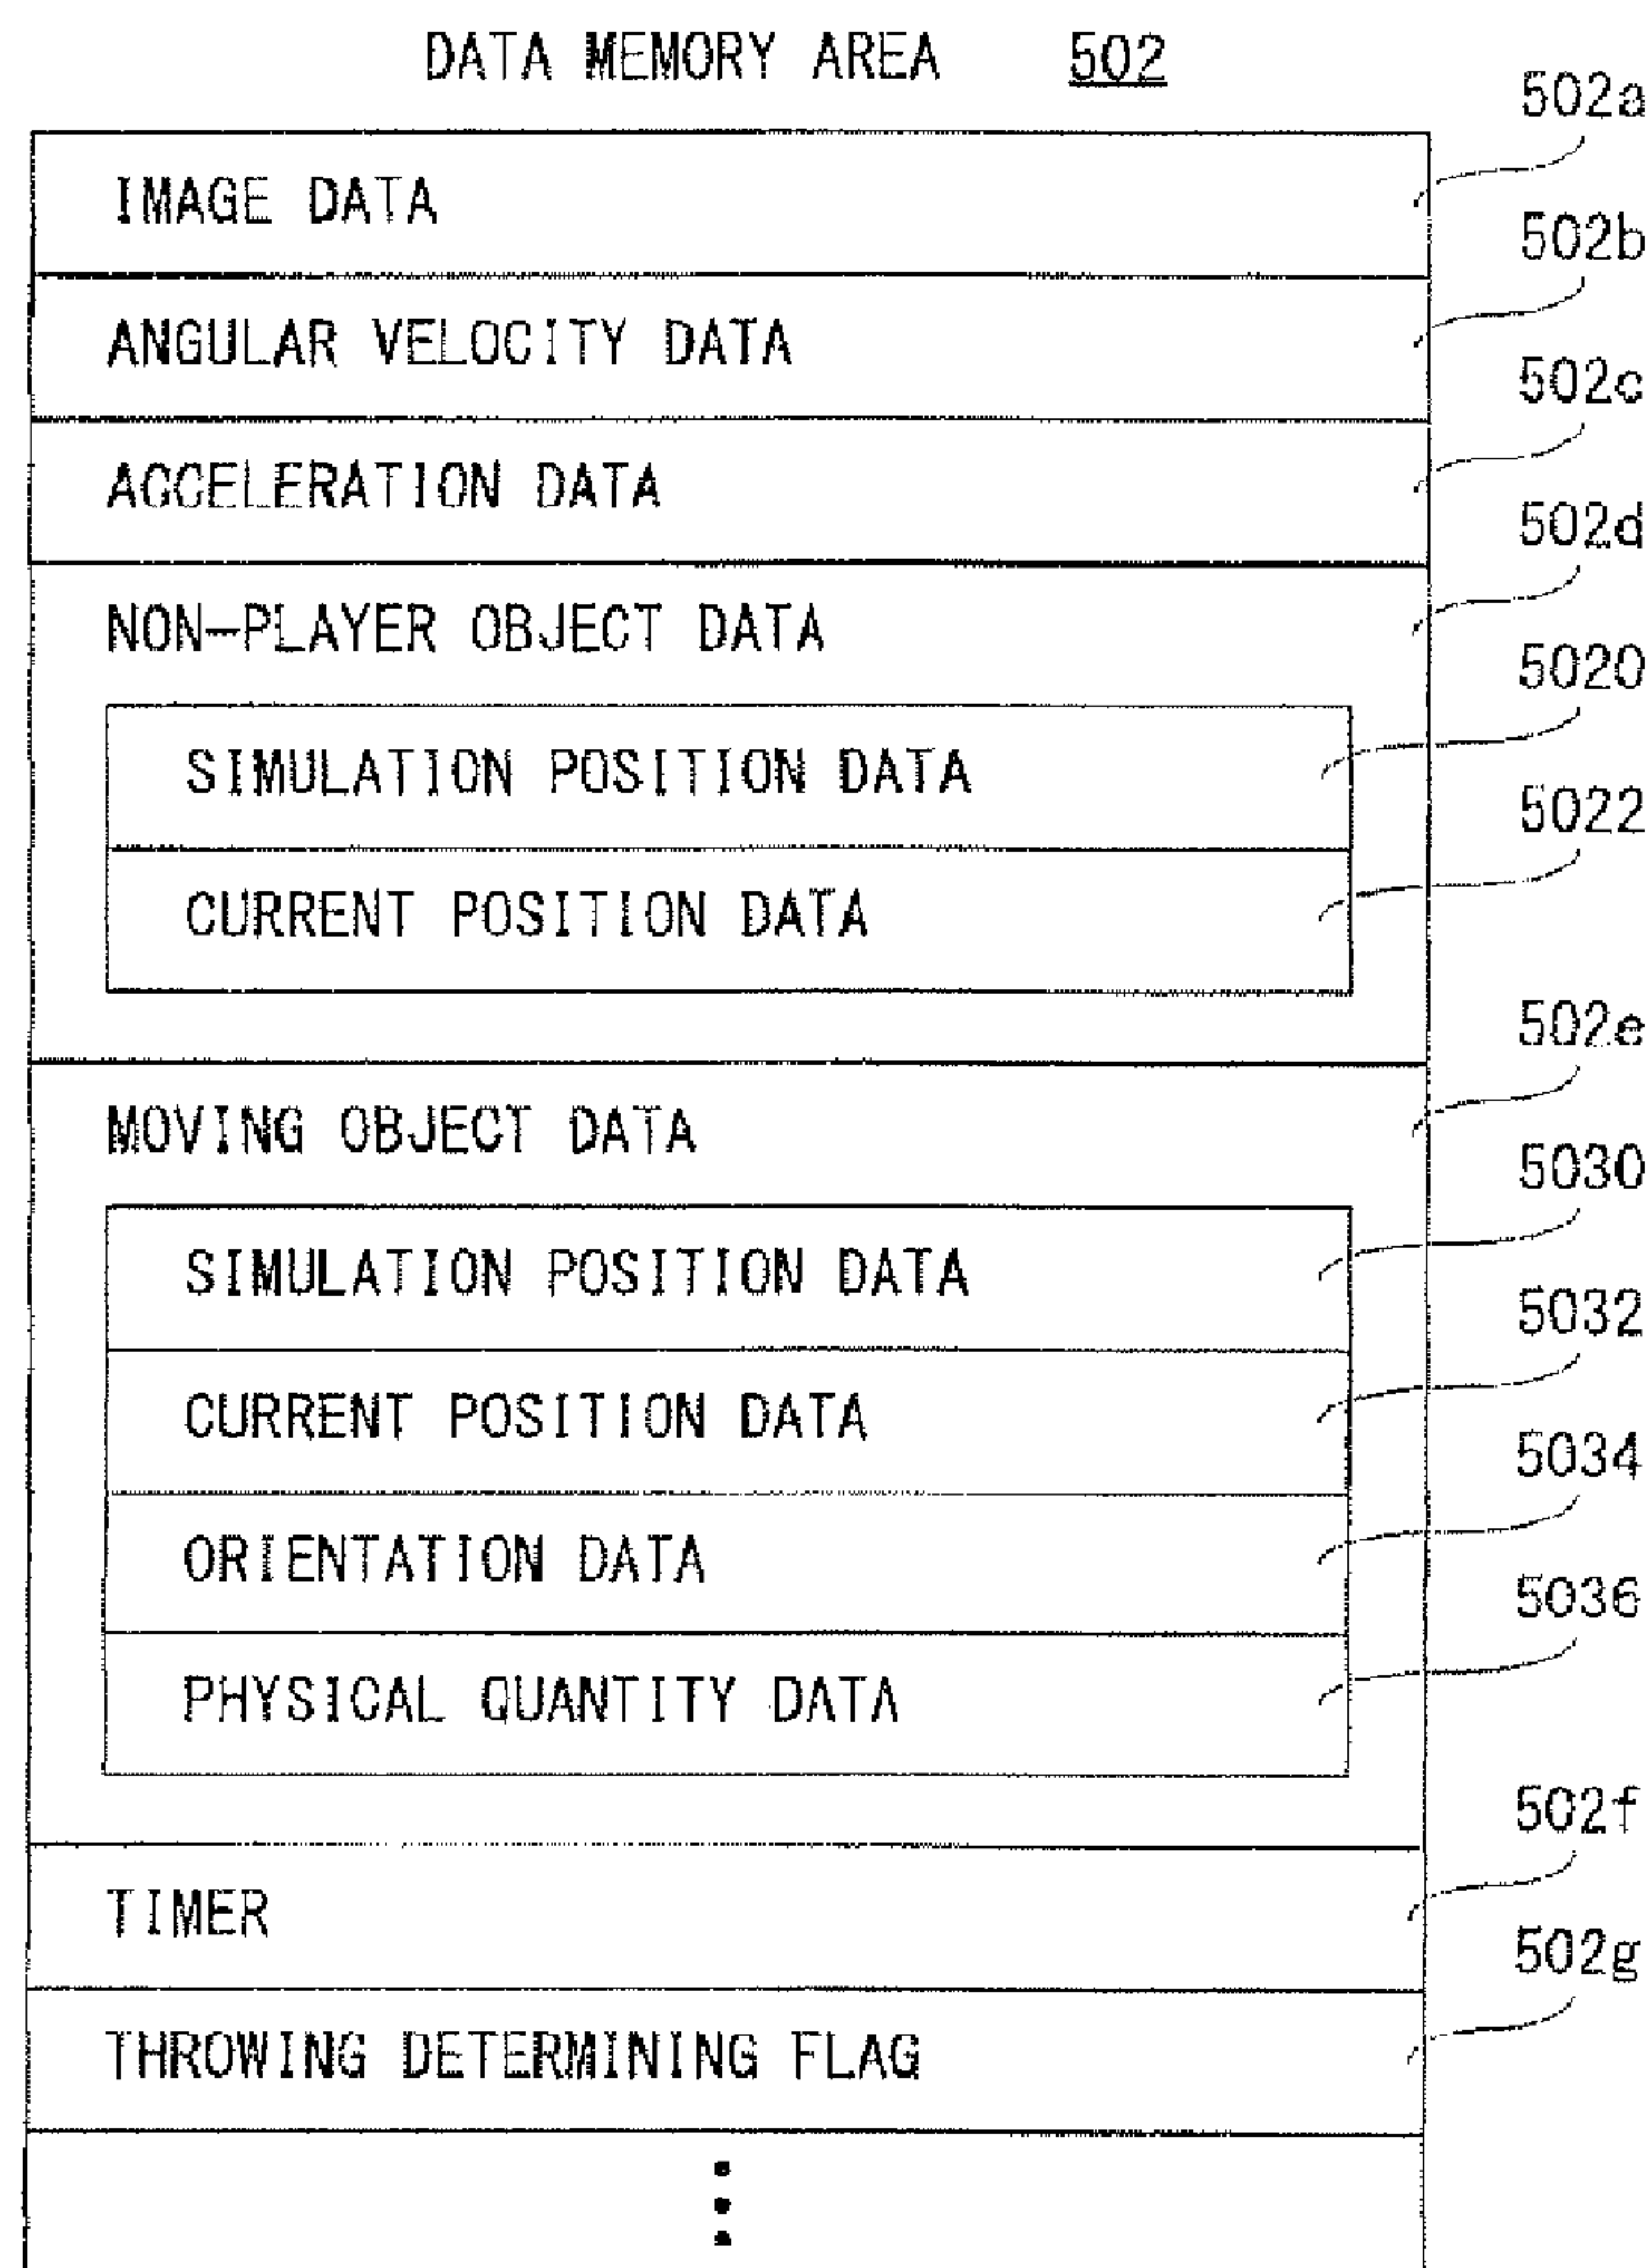 DATA MEMORY AREA 502
502a
IMAGE DATA
502b
ANGULAR VELOCITY DATA
502c
ACCELERATION DATA
502d
NON-PLAYER OBJECT DATA
5020
SIMULATION POSITION DATA
5022
CURRENT POSITION DATA
502e
MOVING OBJECT DATA
5030
SIMULATION POSITION DATA
5032
CURRENT POSITION DATA
5034
ORIENTATION DATA
5036
PHYSICAL QUANTITY DATA
502f
TIMER
502g
THROWING DETERMINING FLAG